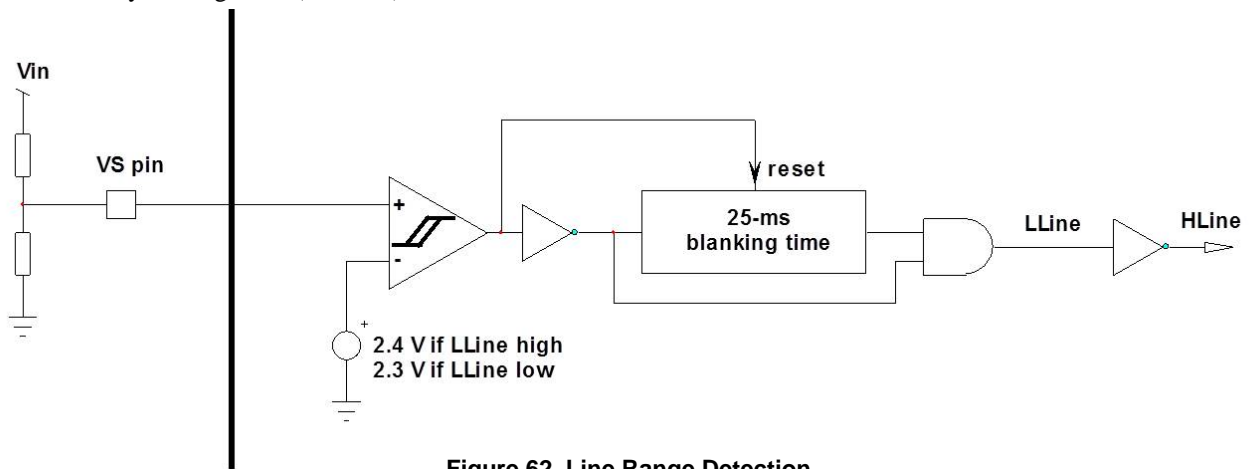 Vin
VS pin
+
-
reset
25-ms
blanking time
LLine
HLine
+
2.4 V if LLine high
2.3 V if LLine low
Figure 62. Line Range Detection